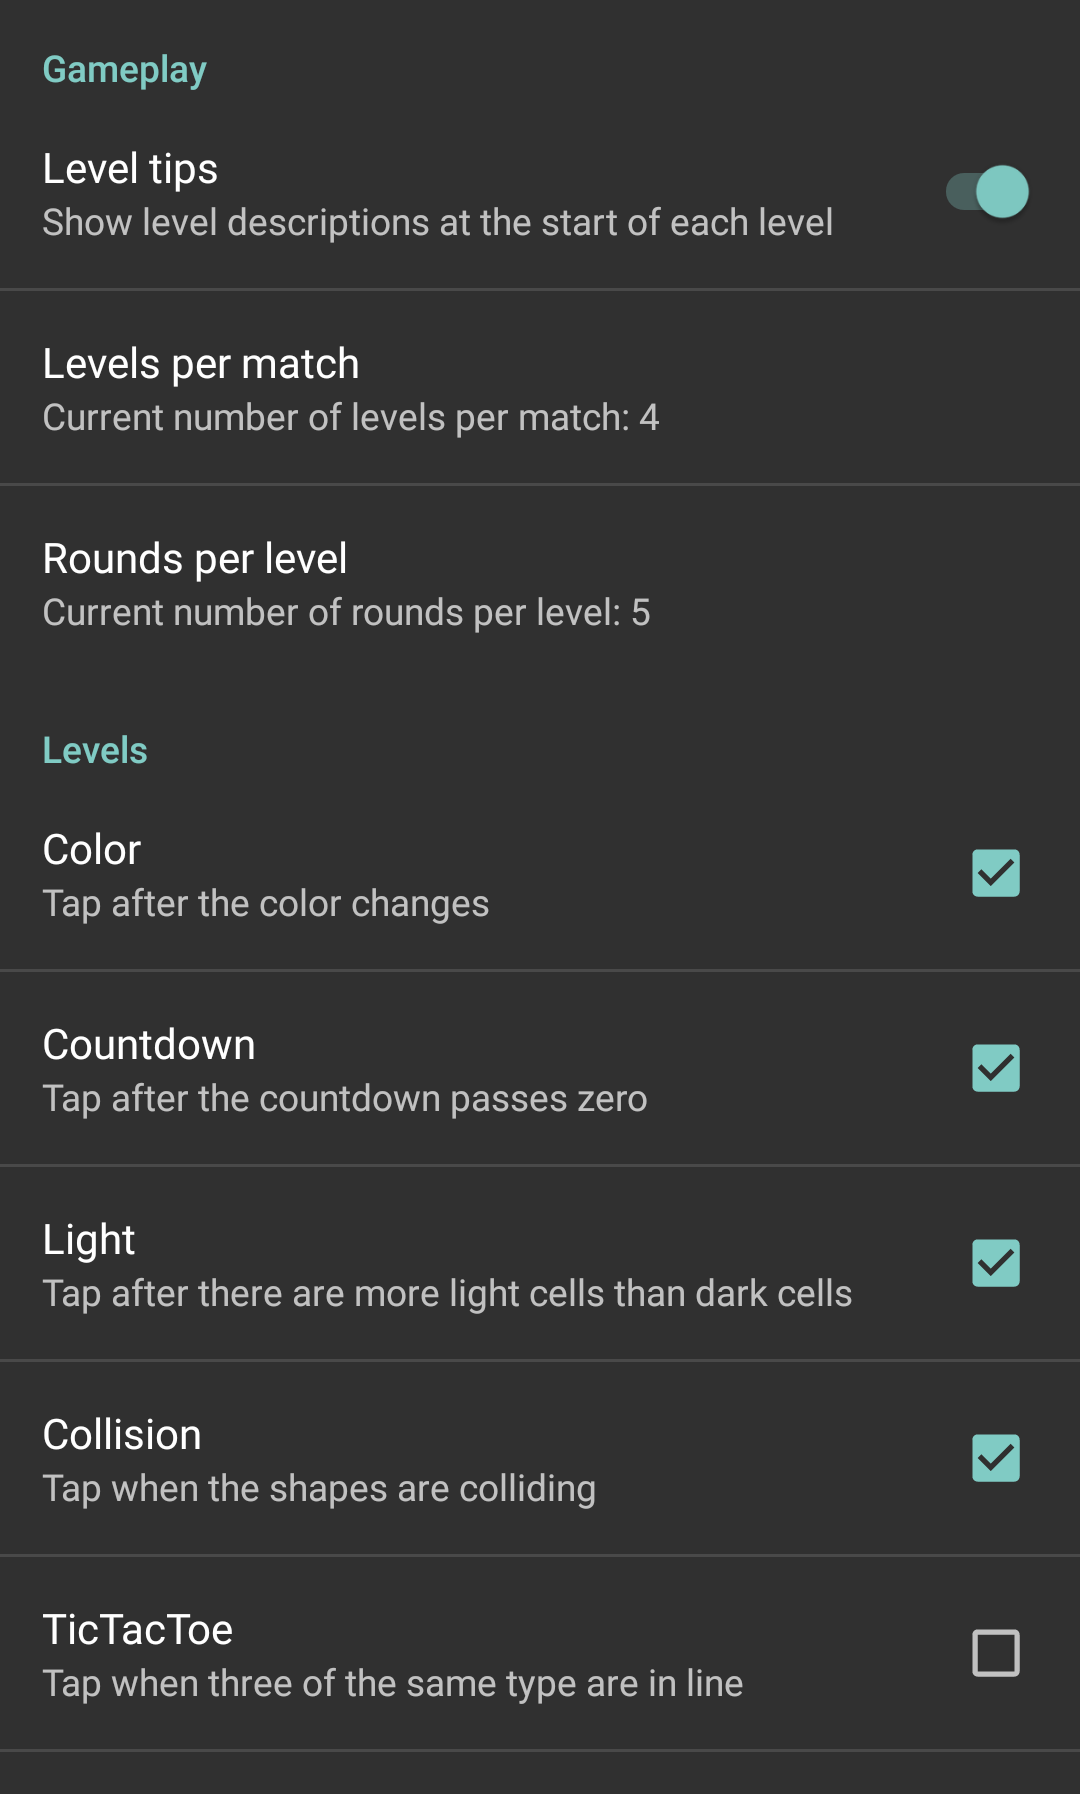 Gameplay
Level tips
Show level descriptions at the start of each level
Levels per match
Current number of levels per match: 4
Rounds per level
Current number of rounds per level: 5
Levels
Color
Tap after the color changes
Countdown
Tap after the countdown passes zero
Light
Tap after there are more light cells than dark cells
Collision
Tap when the shapes are colliding
TicTacToe
Tap when three of the same type are in line